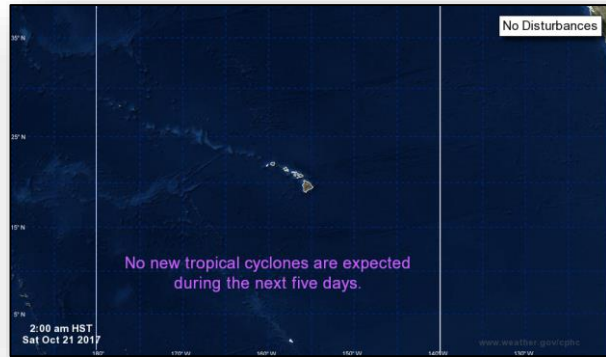 No Disturbances
35° N
25° N
15° N
No new tropical cyclones are expected
during the next five days.
5° N
2:00 am HST
Sat Oct 21 2017
www.weather.gov/cphc
180°
170° W
160° W
150° W
140° W
130° W